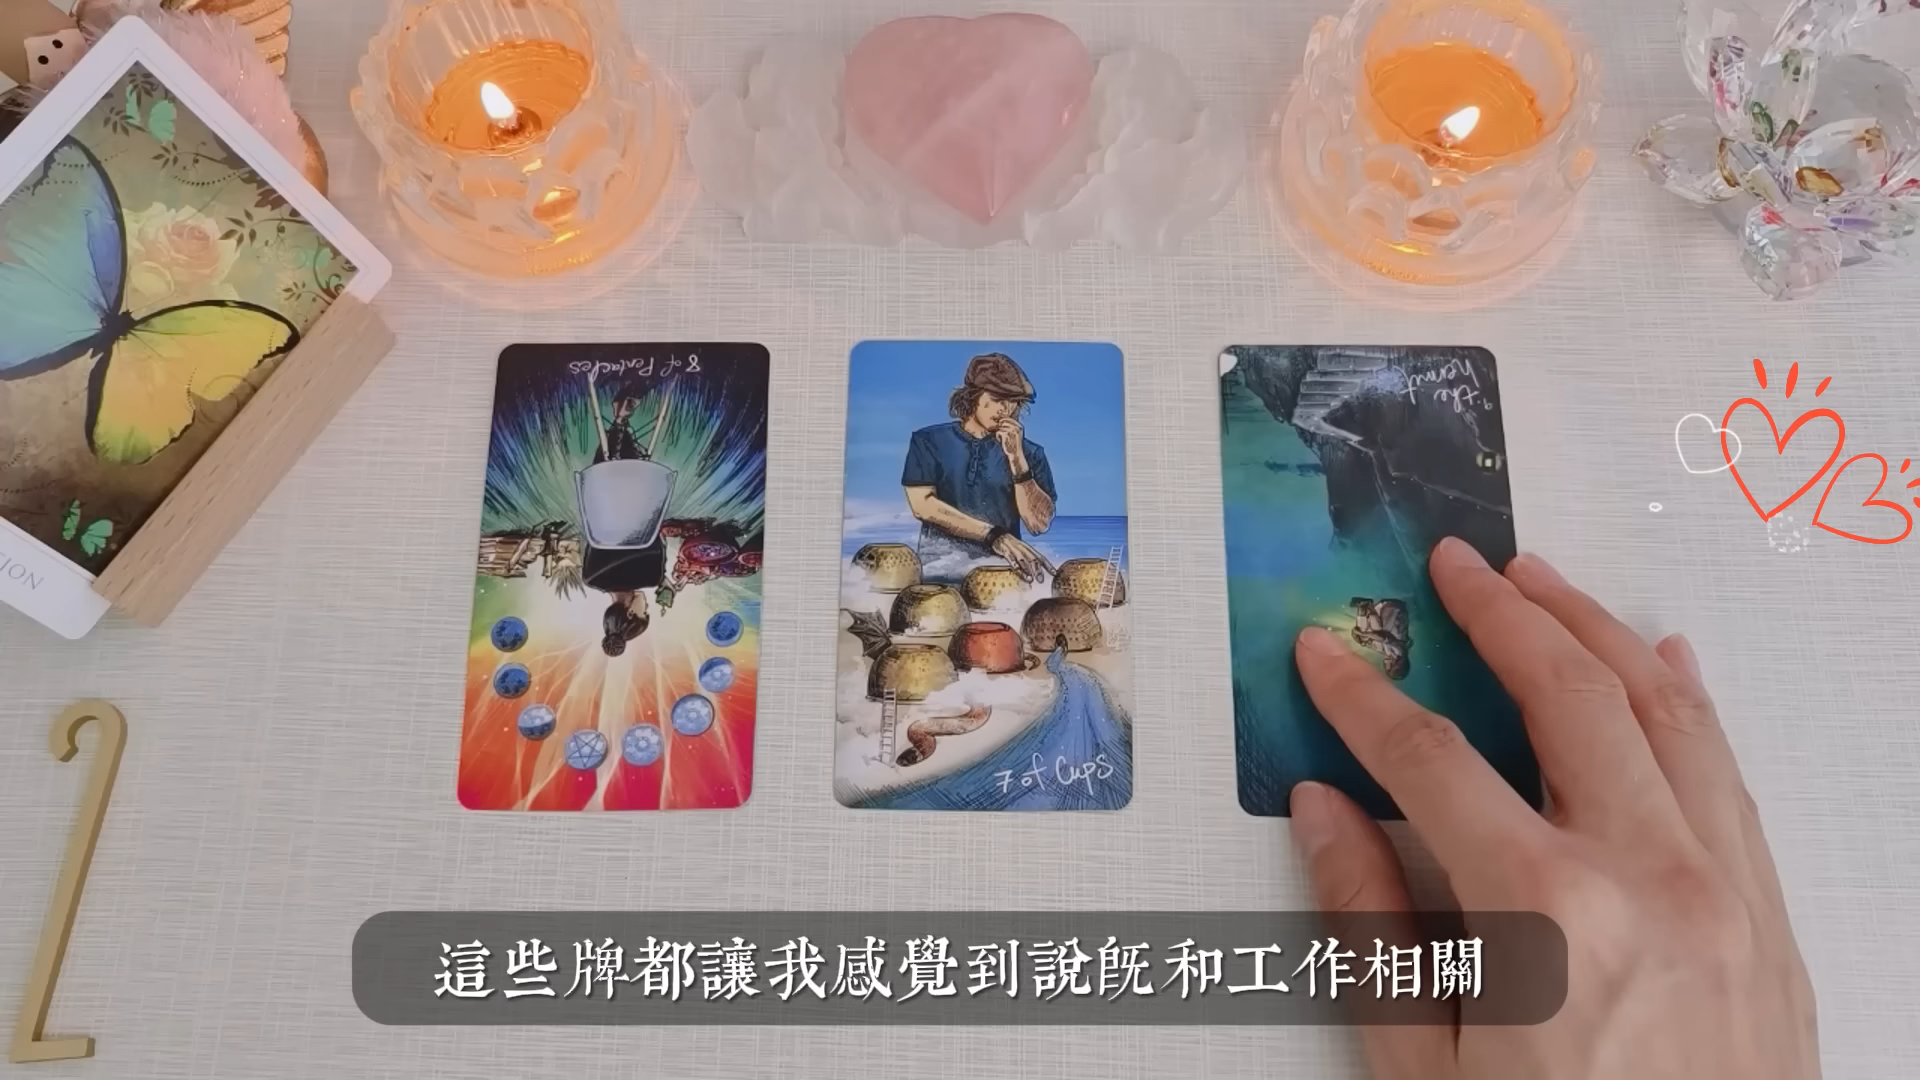 8 of Pentacles
9. the
hermit
7 of Cups
2
這些牌都讓我感覺到說既和工作相關